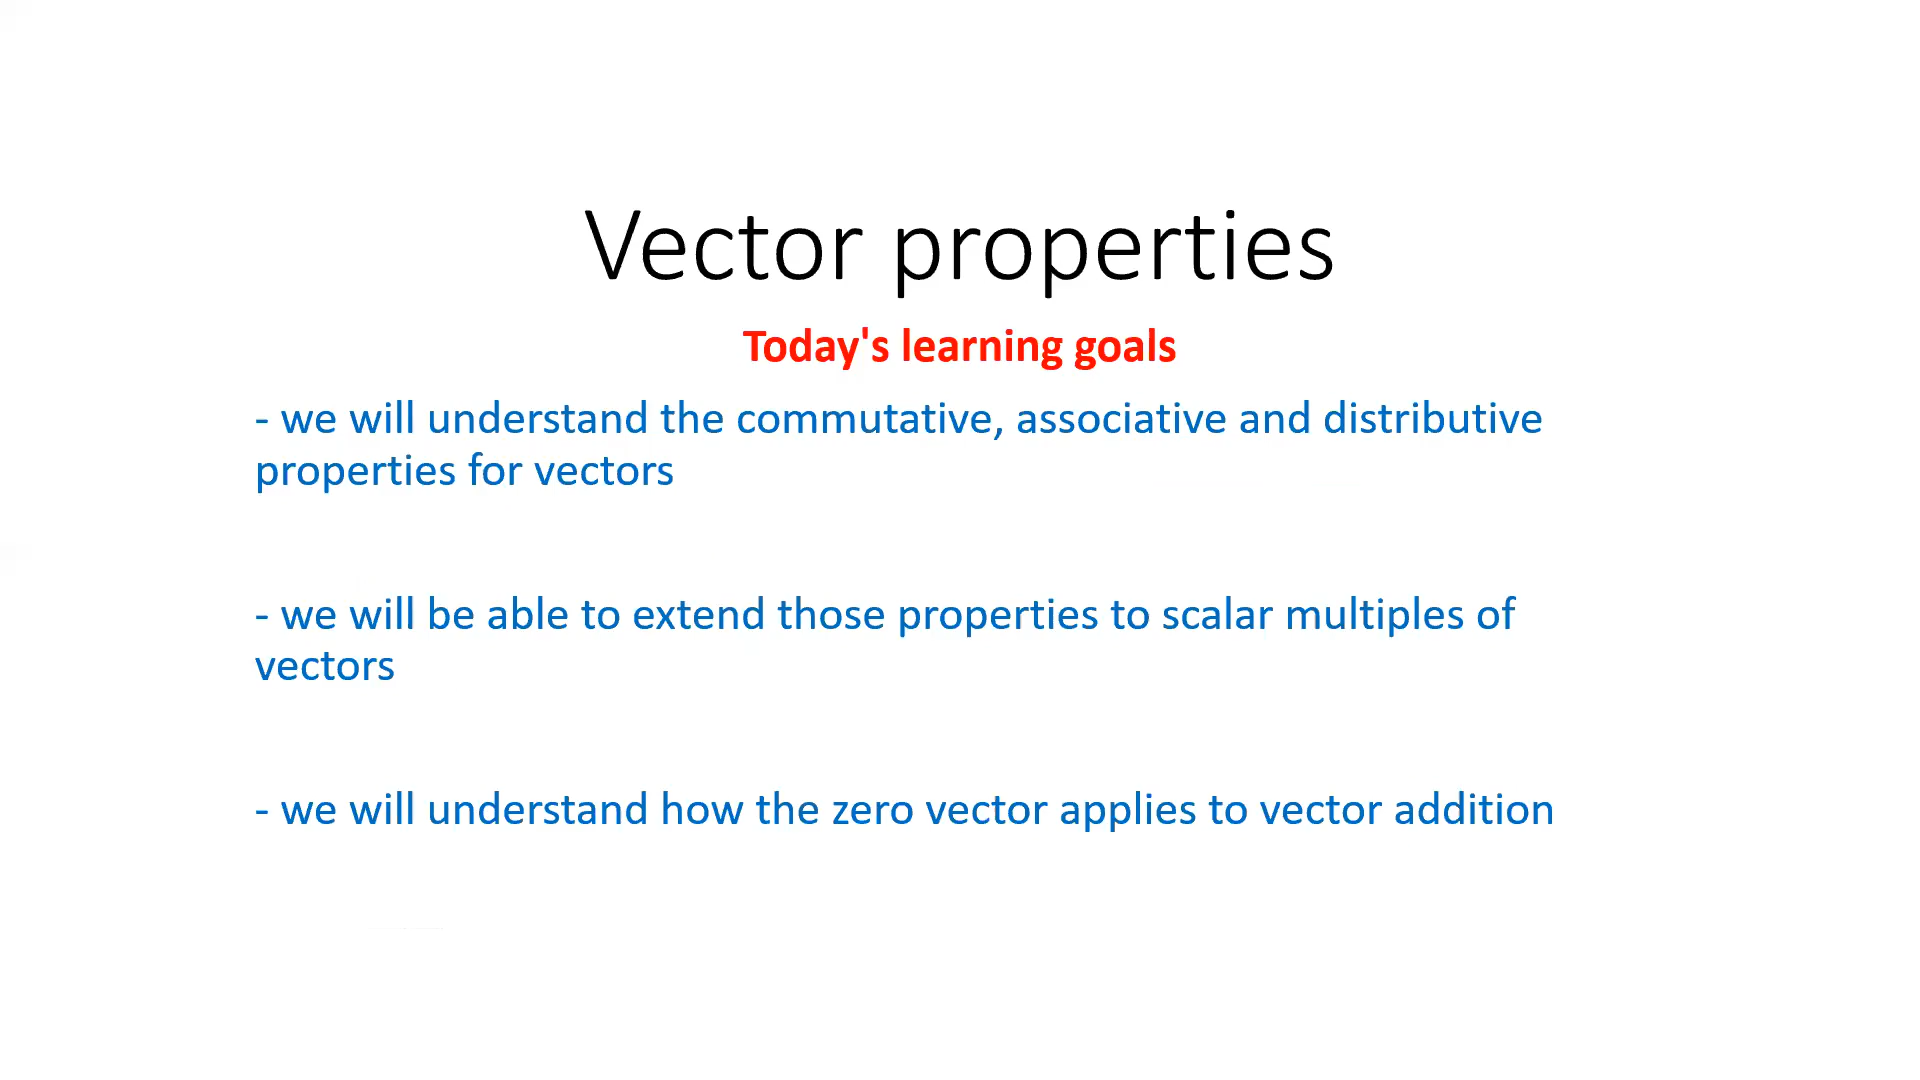 Vector properties
Today's learning goals
- we will understand the commutative, associative and distributive
properties for vectors
- we will be able to extend those properties to scalar multiples of
vectors
- we will understand how the zero vector applies to vector addition